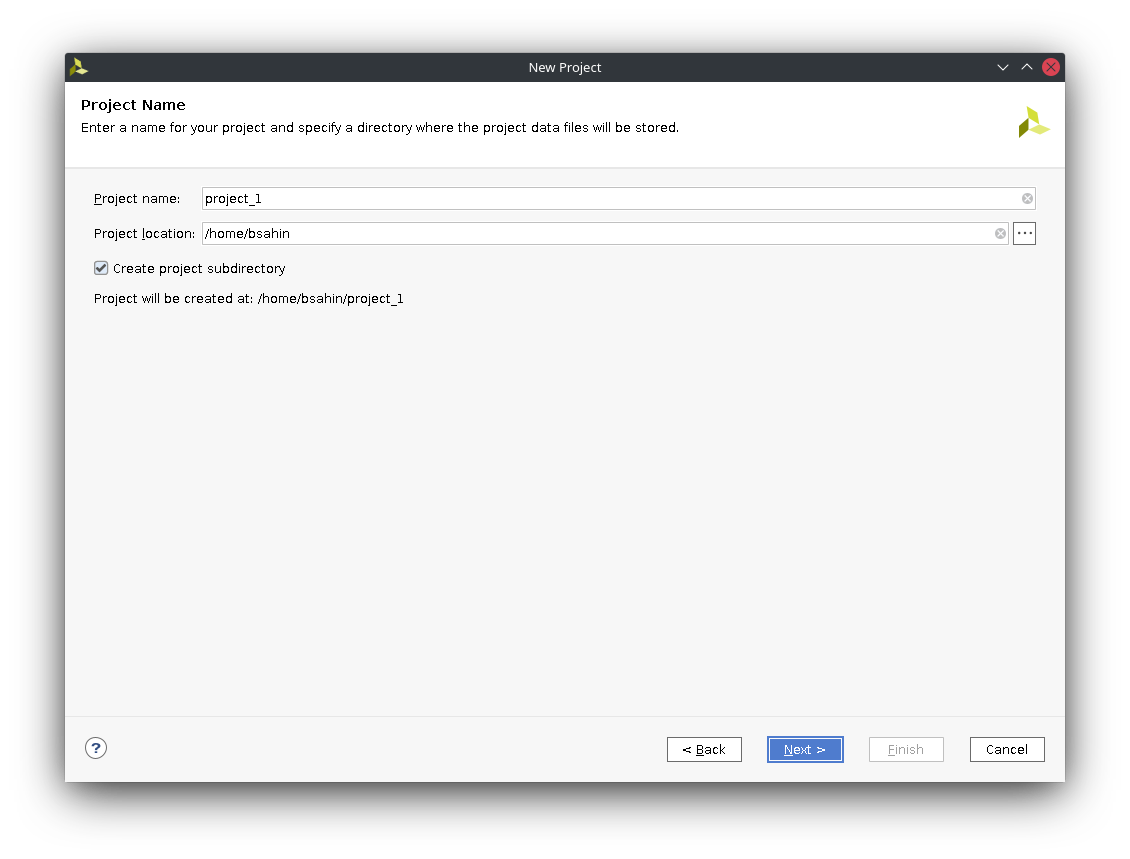 New Project
Project Name
Enter a name for your project and specify a directory where the project data files will be stored.
Project name: project_1
Project location: /home/bsahin
Create project subdirectory
Project will be created at: /home/bsahin/project_1
? < Back Next > Finish Cancel